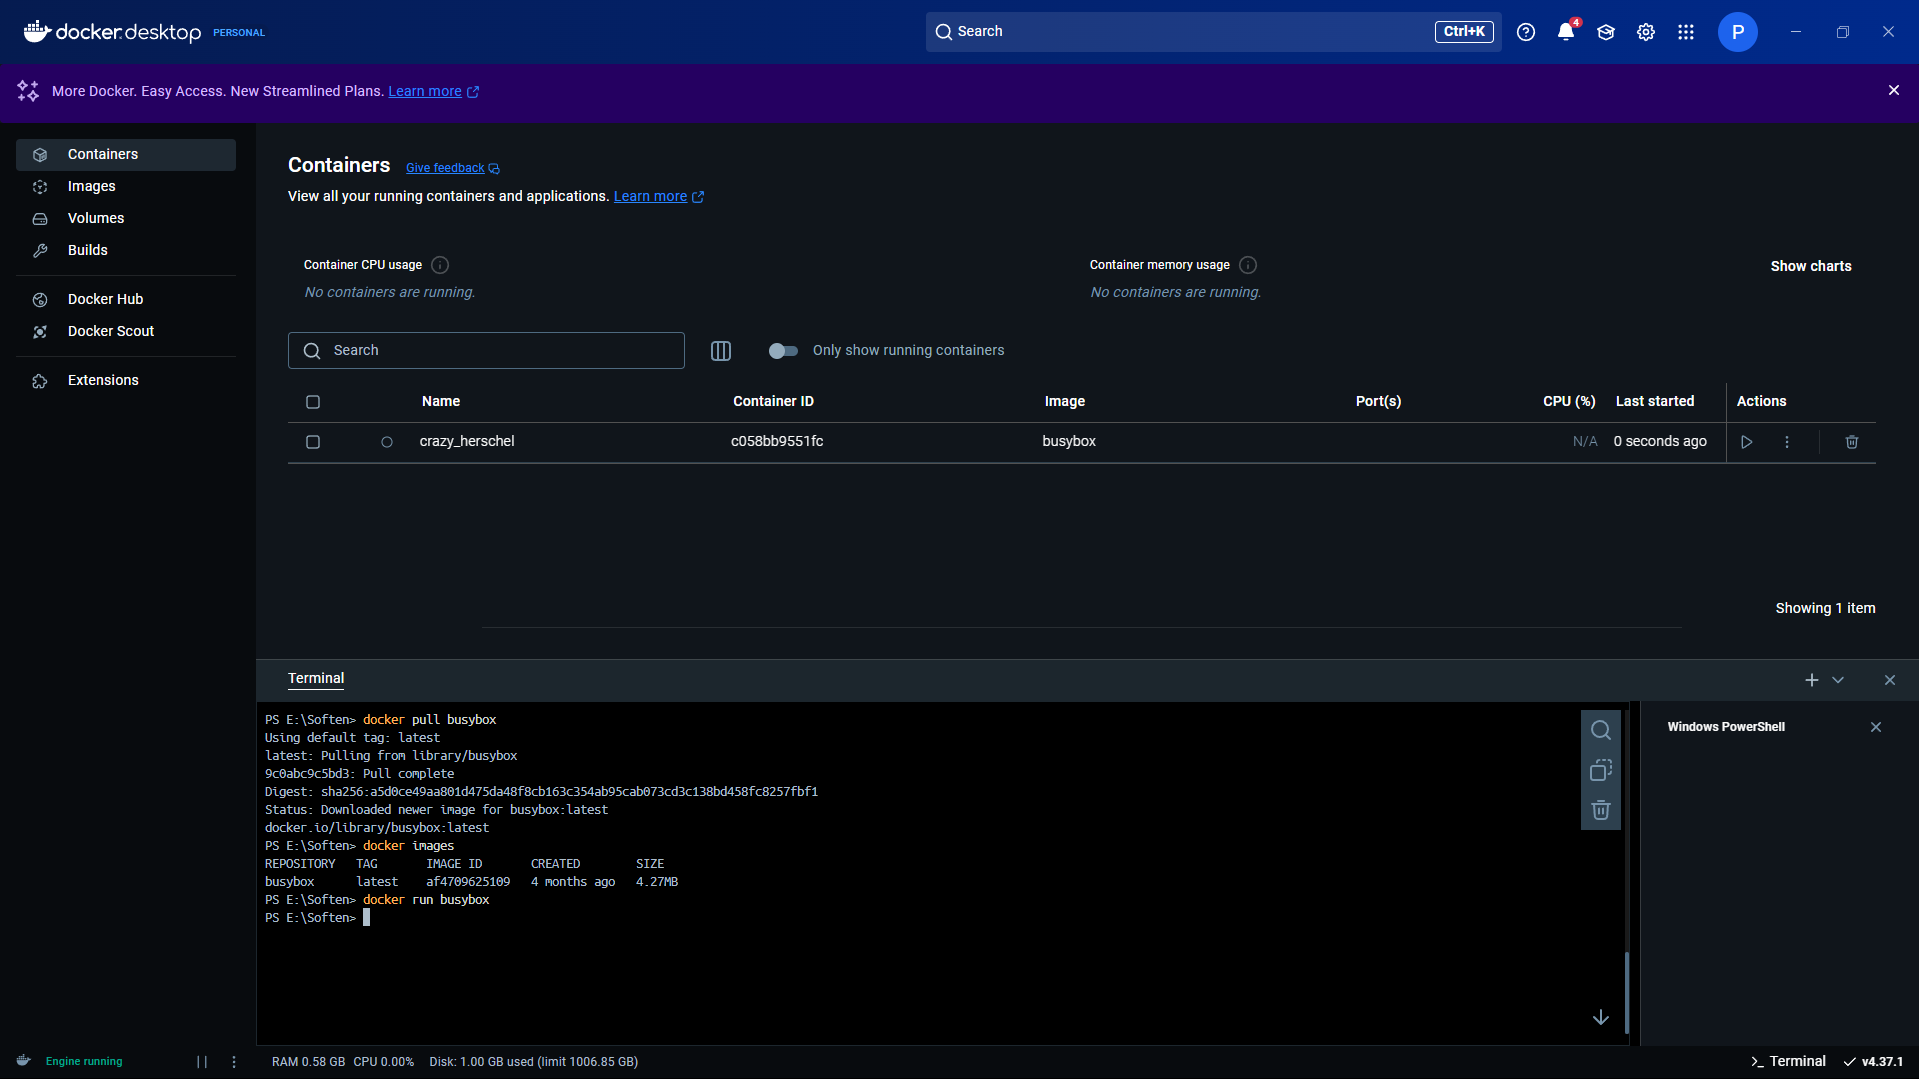 docker.desktop PERSONAL
Search Ctrl+K
4
P
More Docker. Easy Access. New Streamlined Plans. Learn more
Containers
Images
Volumes
Builds
Docker Hub
Docker Scout
Extensions
Containers Give feedback
View all your running containers and applications. Learn more
Container CPU usage
No containers are running.
Container memory usage
No containers are running.
Show charts
Search
Only show running containers
Name Container ID Image Port(s) CPU (%) Last started Actions
crazy_herschel c058bb9551fc busybox N/A 0 seconds ago
Showing 1 item
Terminal
PS E:\Soften> docker pull busybox
Using default tag: latest
latest: Pulling from library/busybox
9c0abc9c5bd3: Pull complete
Digest: sha256:a5d0ce49aa801d475da48f8cb163c354ab95cab073cd3c138bd458fc8257fbf1
Status: Downloaded newer image for busybox:latest
docker.io/library/busybox:latest
PS E:\Soften> docker images
REPOSITORY TAG IMAGE ID CREATED SIZE
busybox latest af4709625109 4 months ago 4.27MB
PS E:\Soften> docker run busybox
PS E:\Soften>
Windows PowerShell
Engine running
RAM 0.58 GB CPU 0.00% Disk: 1.00 GB used (limit 1006.85 GB)
Terminal
v4.37.1